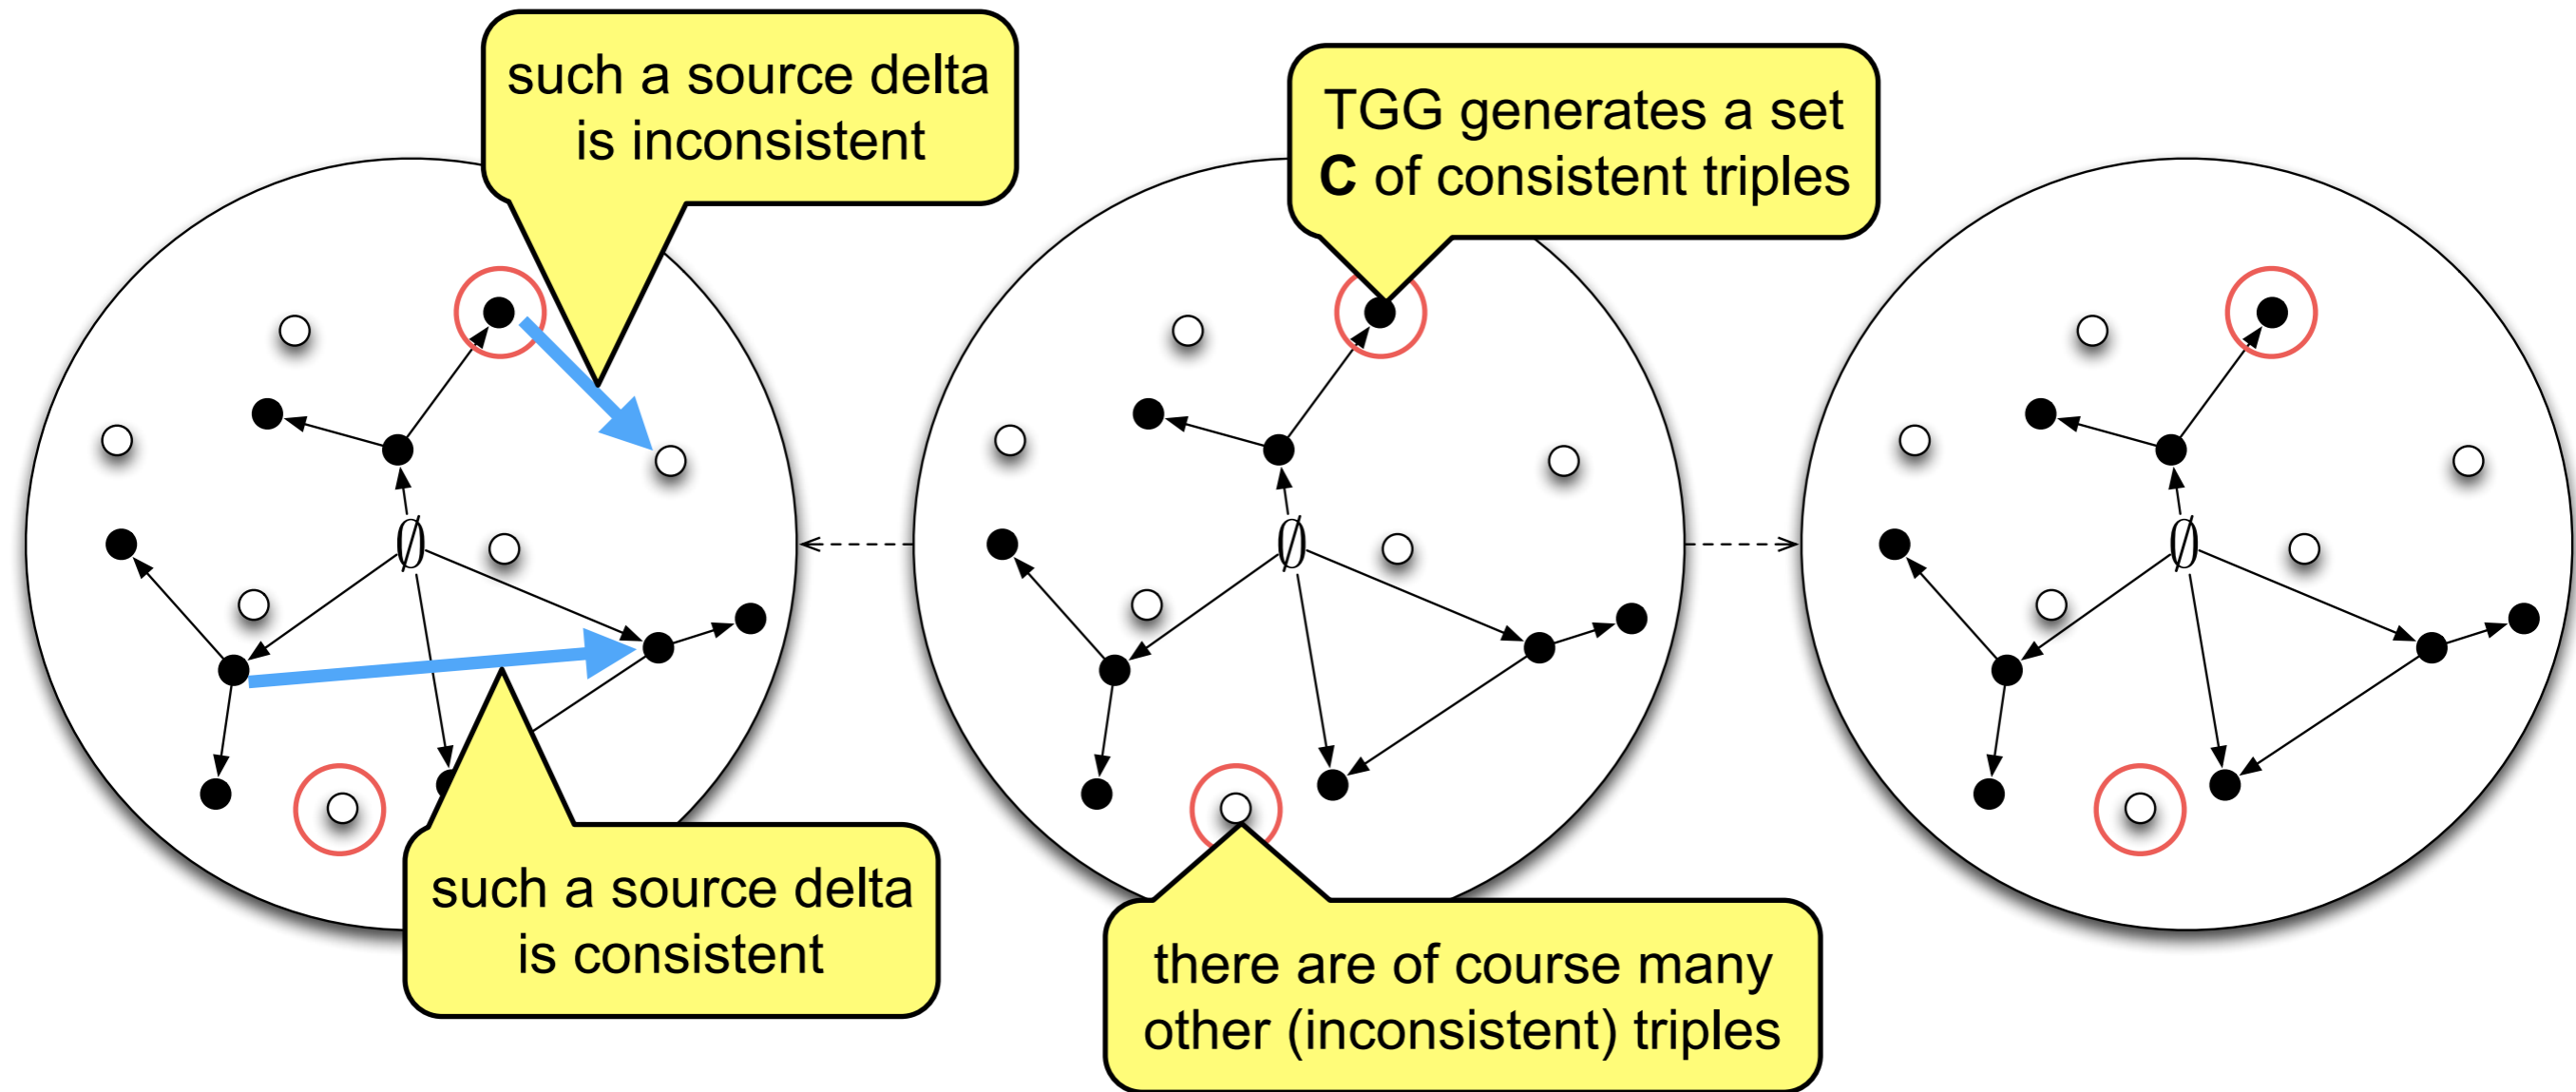 such a source delta
is inconsistent
TGG generates a set
C of consistent triples
∅
∅
∅
such a source delta
is consistent
there are of course many
other (inconsistent) triples